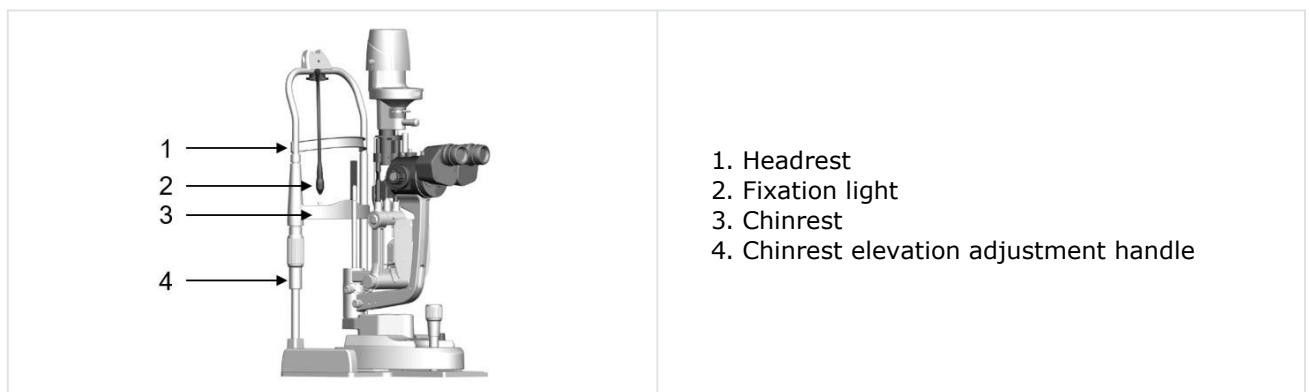 1
2
3
4
1. Headrest
2. Fixation light
3. Chinrest
4. Chinrest elevation adjustment handle